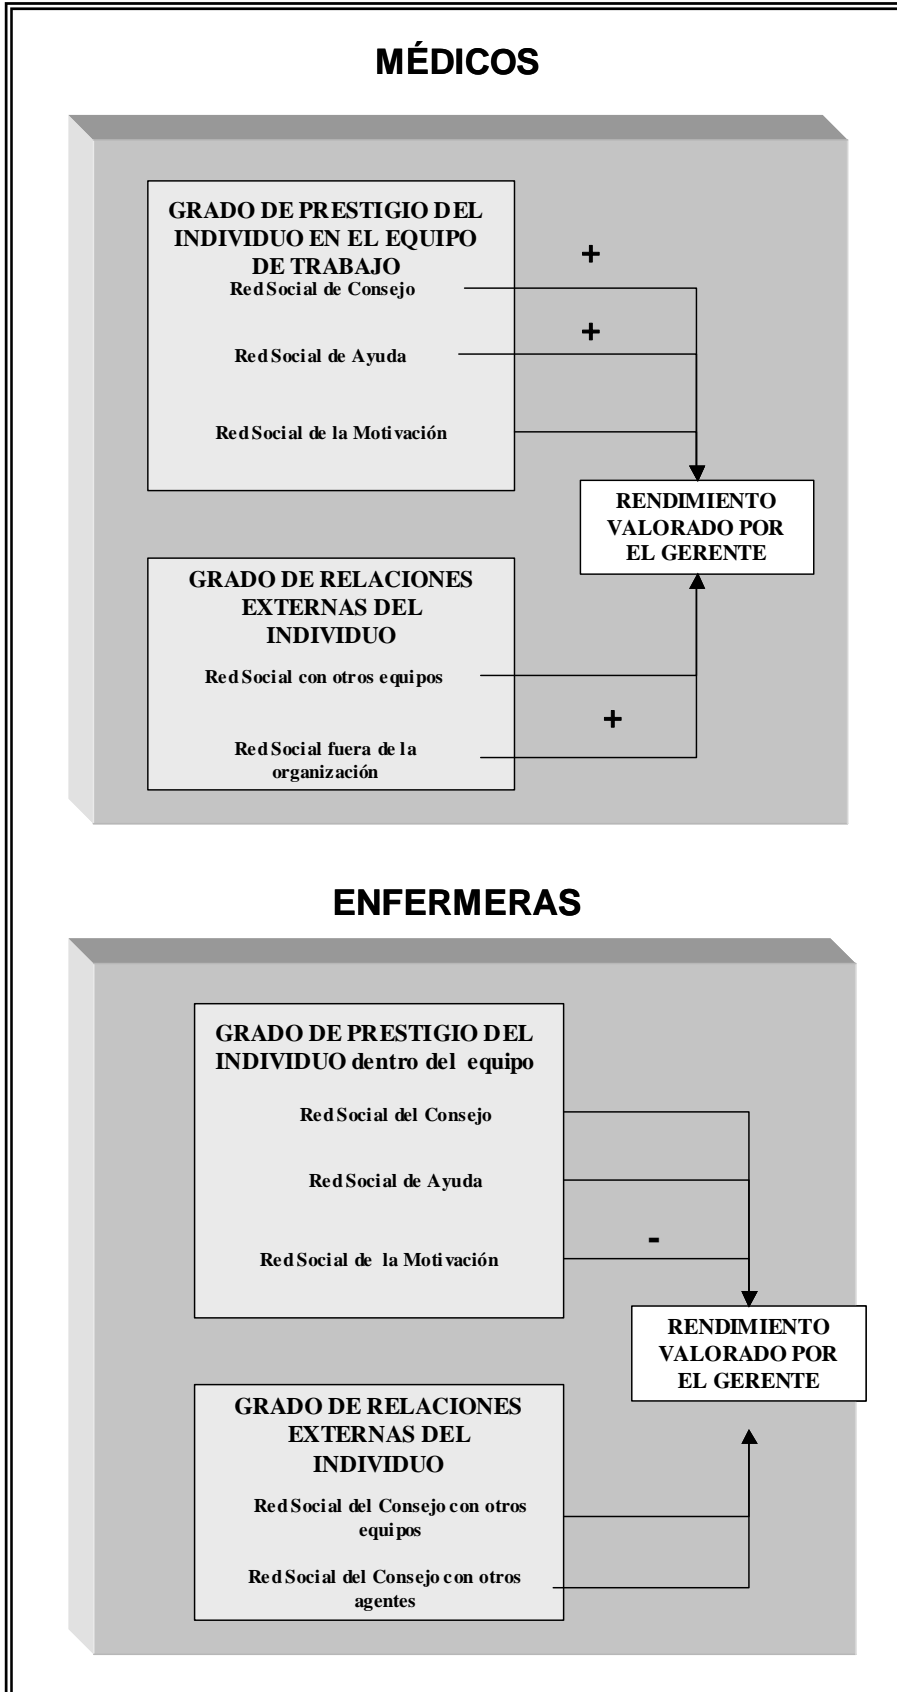 MÉDICOS
GRADO DE PRESTIGIO DEL
INDIVIDUO EN EL EQUIPO
DE TRABAJO
Red Social de Consejo
+
Red Social de Ayuda
+
Red Social de la Motivación
RENDIMIENTO
VALORADO POR
EL GERENTE
GRADO DE RELACIONES
EXTERNAS DEL
INDIVIDUO
Red Social con otros equipos
+
Red Social fuera de la
organización
ENFERMERAS
GRADO DE PRESTIGIO DEL
INDIVIDUO dentro del equipo
Red Social del Consejo
Red Social de Ayuda
-
Red Social de la Motivación
RENDIMIENTO
VALORADO POR
EL GERENTE
GRADO DE RELACIONES
EXTERNAS DEL
INDIVIDUO
Red Social del Consejo con otros
equipos
Red Social del Consejo con otros
agentes